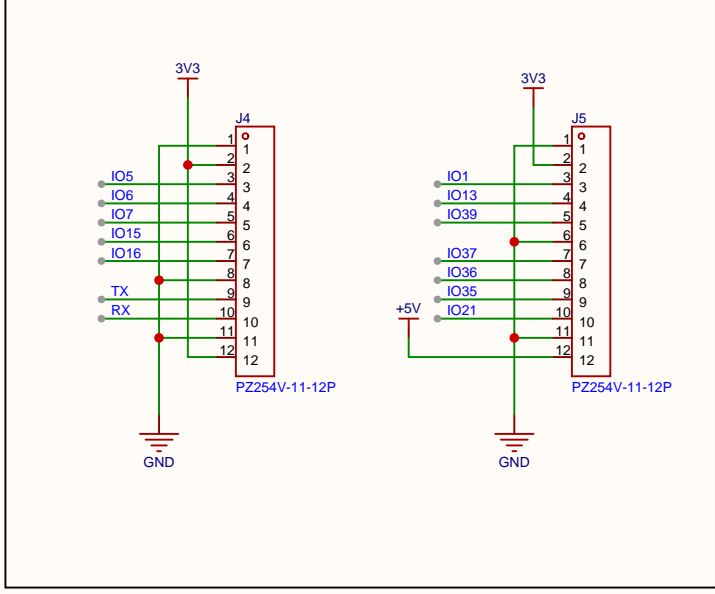 3V3
J4
1 1
2 2
IO5 3 3
IO6 4 4
IO7 5 5
IO15 6 6
IO16 7 7
8 8
TX 9 9
RX 10 10
11 11
12 12
PZ254V-11-12P
GND
3V3
J5
1 1
2 2
IO1 3 3
IO13 4 4
IO39 5 5
6 6
IO37 7 7
IO36 8 8
IO35 9 9
+5V
IO21 10 10
11 11
12 12
PZ254V-11-12P
GND